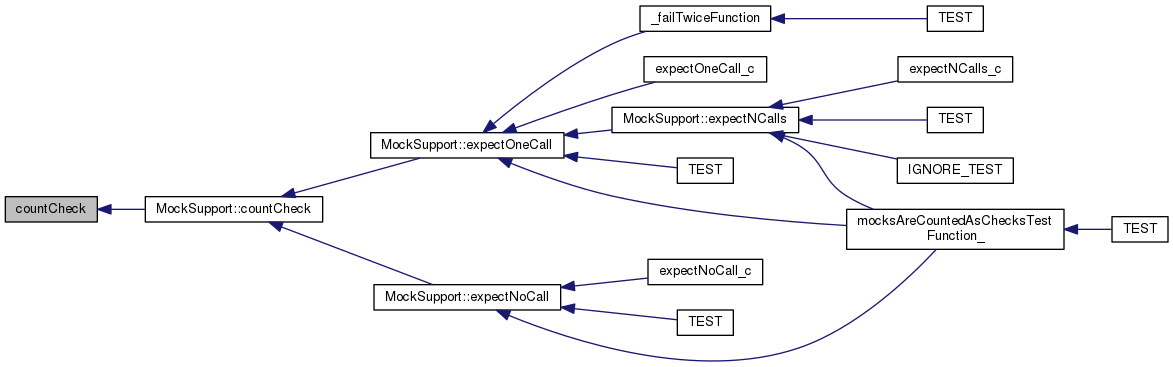 _failTwiceFunction
TEST
expectOneCall_c
expectNCalls_c
MockSupport::expectNCalls
TEST
MockSupport::expectOneCall
TEST
IGNORE_TEST
countCheck
MockSupport::countCheck
mocksAreCountedAsChecksTest
Function_
TEST
expectNoCall_c
MockSupport::expectNoCall
TEST